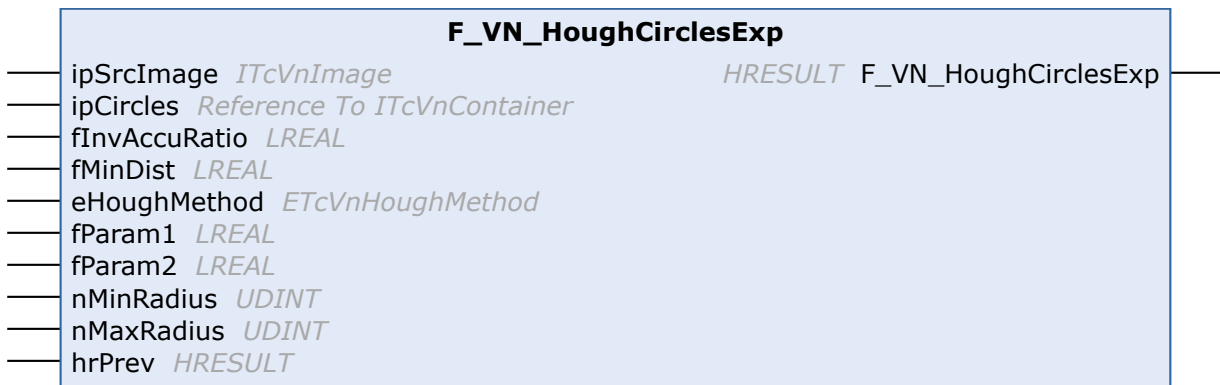 F_VN_HoughCirclesExp
ipSrcImage ITcVnImage HRESULT F_VN_HoughCirclesExp
ipCircles Reference To ITcVnContainer
fInvAccuRatio LREAL
fMinDist LREAL
eHoughMethod ETcVnHoughMethod
fParam1 LREAL
fParam2 LREAL
nMinRadius UDINT
nMaxRadius UDINT
hrPrev HRESULT